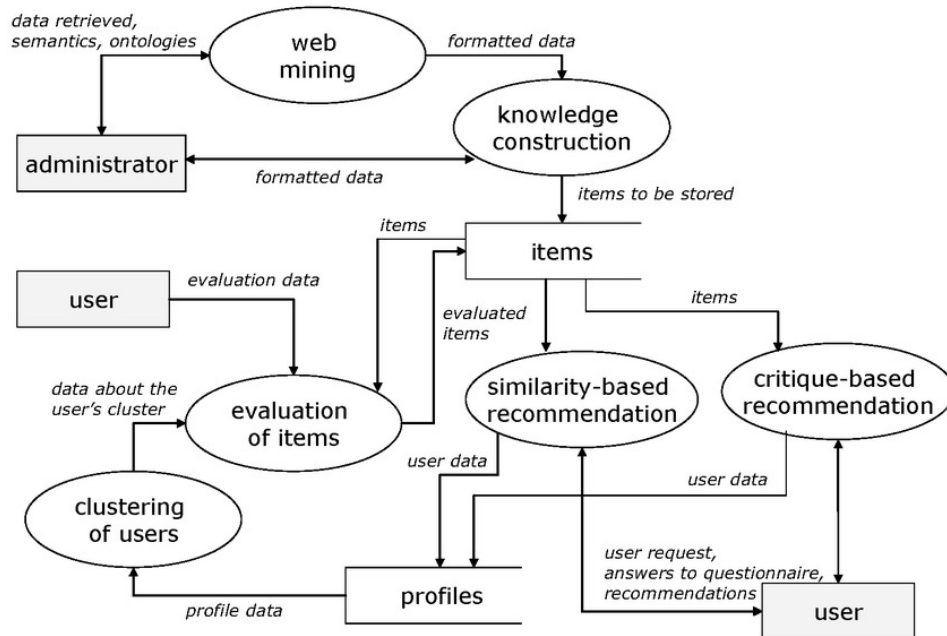 data retrieved,
semantics, ontologies
web
mining
formatted data
knowledge
construction
administrator
formatted data
items to be stored
items
items
user
evaluation data
evaluated
items
items
data about the
user's cluster
evaluation
of items
similarity-based
recommendation
critique-based
recommendation
user data
user data
clustering
of users
profile data
profiles
user request,
answers to questionnaire,
recommendations
user